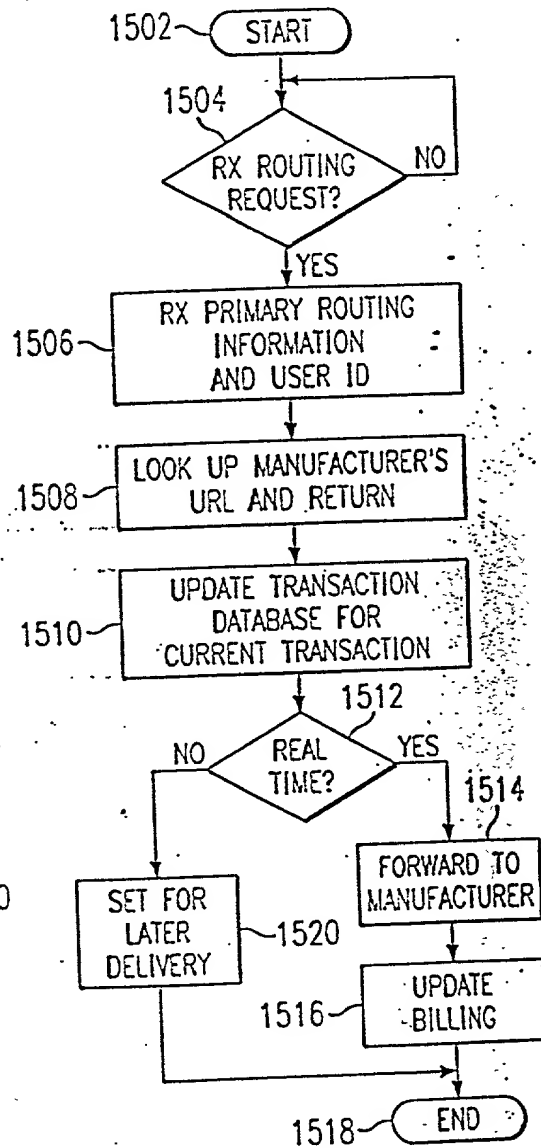 1502
START
1504
RX ROUTING
REQUEST?
NO
YES
1506
RX PRIMARY ROUTING
INFORMATION
AND USER ID
1508
LOOK UP MANUFACTURER'S
URL AND RETURN
1510
UPDATE TRANSACTION
DATABASE FOR
CURRENT TRANSACTION
1512
NO
REAL
TIME?
YES
1514
FORWARD TO
MANUFACTURER
0
SET FOR
LATER
DELIVERY
1520
1516
UPDATE
BILLING
1518
END